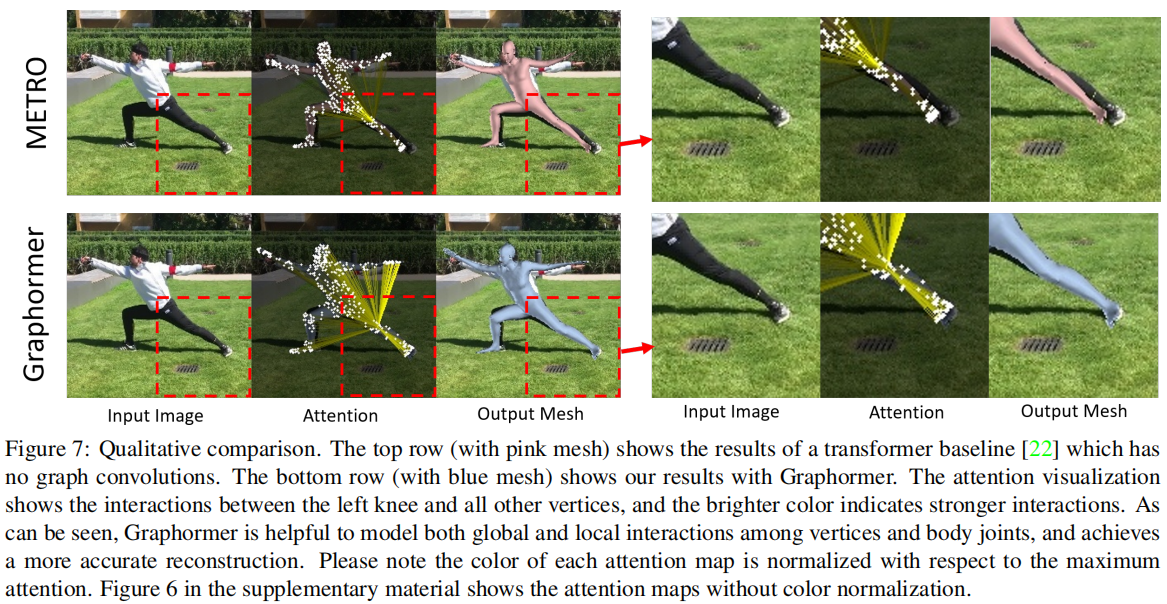 METRO
Graphormer
Input Image
Attention
Output Mesh
Input Image
Attention
Output Mesh
Figure 7: Qualitative comparison. The top row (with pink mesh) shows the results of a transformer baseline [22] which has
no graph convolutions. The bottom row (with blue mesh) shows our results with Graphormer. The attention visualization
shows the interactions between the left knee and all other vertices, and the brighter color indicates stronger interactions. As
can be seen, Graphormer is helpful to model both global and local interactions among vertices and body joints, and achieves
a more accurate reconstruction. Please note the color of each attention map is normalized with respect to the maximum
attention. Figure 6 in the supplementary material shows the attention maps without color normalization.